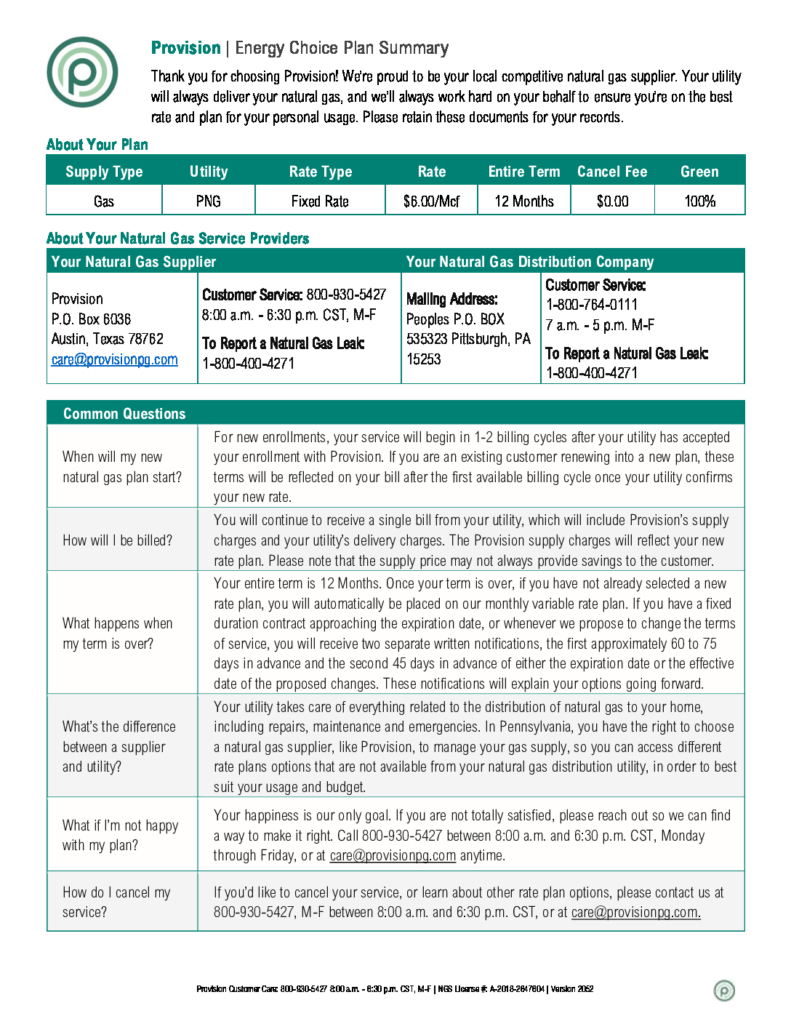 Provision | Energy Choice Plan Summary
Thank you for choosing Provision! We're proud to be your local competitive natural gas supplier. Your utility
will always deliver your natural gas, and we'll always work hard on your behalf to ensure you're on the best
rate and plan for your personal usage. Please retain these documents for your records.
About Your Plan
Supply Type Utility Rate Type Rate Entire Term Cancel Fee Green
Gas PNG Fixed Rate $6.00/Mcf 12 Months $0.00 100%
About Your Natural Gas Service Providers
Your Natural Gas Supplier
Provision
P.O. Box 6036
Austin, Texas 78762
care@provisionpg.com
Customer Service: 800-930-5427
8:00 a.m. - 6:30 p.m. CST, M-F
To Report a Natural Gas Leak:
1-800-400-4271
Your Natural Gas Distribution Company
Mailing Address:
Peoples P.O. BOX
535323 Pittsburgh, PA
15253
Customer Service:
1-800-764-0111
7 a.m. - 5 p.m. M-F
To Report a Natural Gas Leak:
1-800-400-4271
Common Questions
When will my new
natural gas plan start?
For new enrollments, your service will begin in 1-2 billing cycles after your utility has accepted
your enrollment with Provision. If you are an existing customer renewing into a new plan, these
terms will be reflected on your bill after the first available billing cycle once your utility confirms
your new rate.
How will I be billed?
You will continue to receive a single bill from your utility, which will include Provision's supply
charges and your utility's delivery charges. The Provision supply charges will reflect your new
rate plan. Please note that the supply price may not always provide savings to the customer.
What happens when
my term is over?
Your entire term is 12 Months. Once your term is over, if you have not already selected a new
rate plan, you will automatically be placed on our monthly variable rate plan. If you have a fixed
duration contract approaching the expiration date, or whenever we propose to change the terms
of service, you will receive two separate written notifications, the first approximately 60 to 75
days in advance and the second 45 days in advance of either the expiration date or the effective
date of the proposed changes. These notifications will explain your options going forward.
What's the difference
between a supplier
and utility?
Your utility takes care of everything related to the distribution of natural gas to your home,
including repairs, maintenance and emergencies. In Pennsylvania, you have the right to choose
a natural gas supplier, like Provision, to manage your gas supply, so you can access different
rate plans options that are not available from your natural gas distribution utility, in order to best
suit your usage and budget.
What if I'm not happy
with my plan?
Your happiness is our only goal. If you are not totally satisfied, please reach out so we can find
a way to make it right. Call 800-930-5427 between 8:00 a.m. and 6:30 p.m. CST, Monday
through Friday, or at care@provisionpg.com anytime.
How do I cancel my
service?
If you'd like to cancel your service, or learn about other rate plan options, please contact us at
800-930-5427, M-F between 8:00 a.m. and 6:30 p.m. CST, or at care@provisionpg.com.
Provision Customer Care: 800-930-5427 8:00 a.m. - 6:30 p.m. CST, M-F | NGS License #: A-2018-2647604 | Version 2052